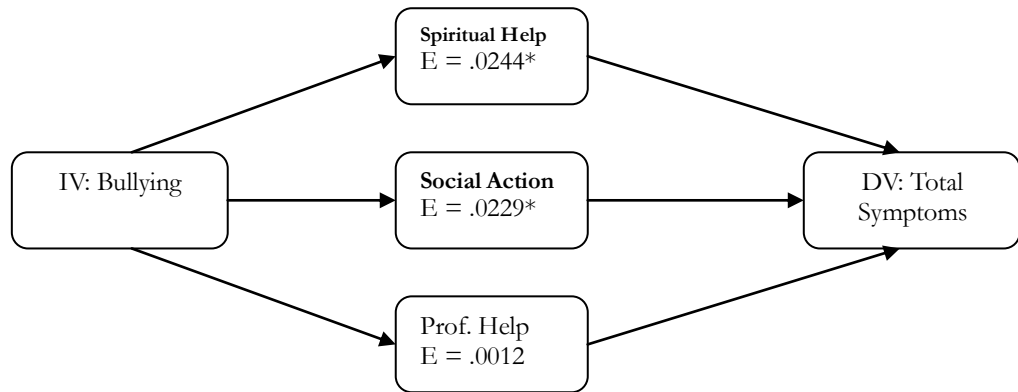 Spiritual Help
E = .0244*
IV: Bullying
Social Action
E = .0229*
DV: Total
Symptoms
Prof. Help
E = .0012